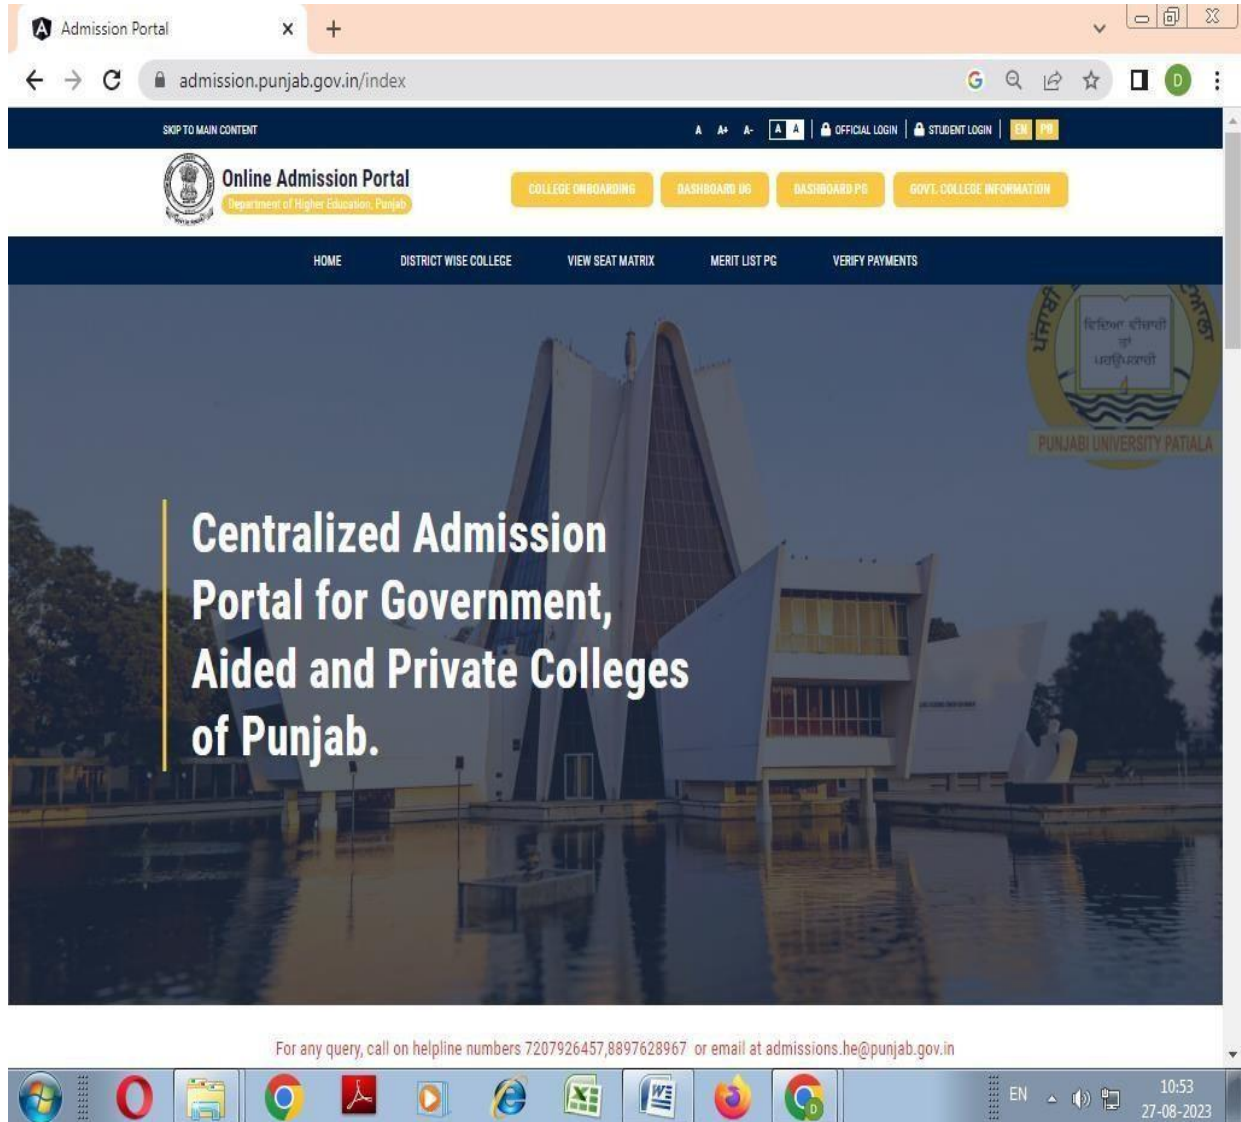 Admission Portal
admission.punjab.gov.in/index
SKIP TO MAIN CONTENT
A A+ A- A A OFFICIAL LOGIN STUDENT LOGIN EN PB
Online Admission Portal
Department of Higher Education, Punjab
COLLEGE ONBOARDING DASHBOARD UG DASHBOARD PG GOVT. COLLEGE INFORMATION
HOME DISTRICT WISE COLLEGE VIEW SEAT MATRIX MERIT LIST PG VERIFY PAYMENTS
ਵਿਦਿਆ ਵੀਚਾਰੀ
ਤਾਂ
ਪਰਉਪਕਾਰੀ
PUNJABI UNIVERSITY PATIALA
Centralized Admission
Portal for Government,
Aided and Private Colleges
of Punjab.
For any query, call on helpline numbers 7207926457,8897628967 or email at admissions.he@punjab.gov.in
EN
10:53
27-08-2023